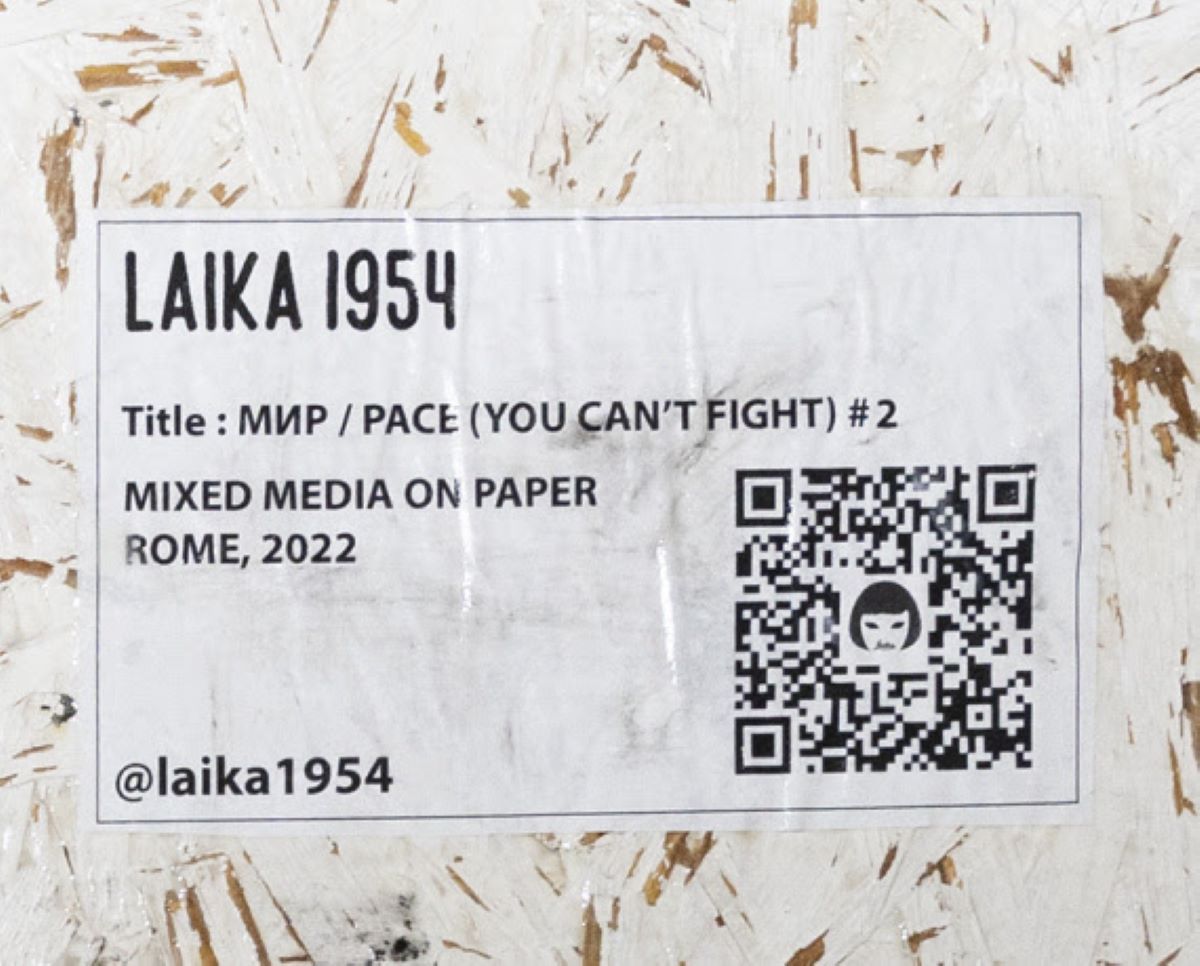 LAIKA 1954
Title : МИР / PACE (YOU CAN'T FIGHT) #2
MIXED MEDIA ON PAPER
ROME, 2022
@laika1954